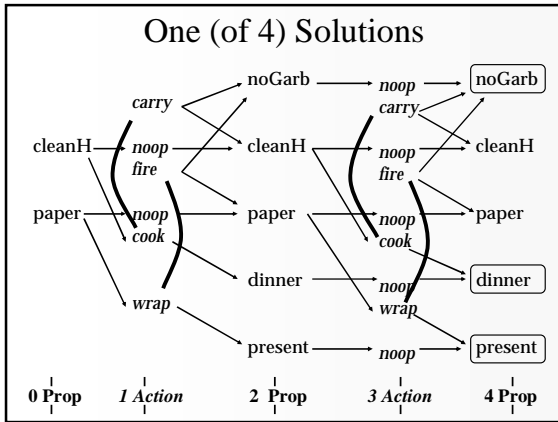 One (of 4) Solutions
noGarb noop noGarb
carry carry
cleanH noop cleanH noop cleanH
fire fire
paper noop paper noop paper
cook cook
dinner noop dinner
wrap wrap
present noop present
0 Prop 1 Action 2 Prop 3 Action 4 Prop